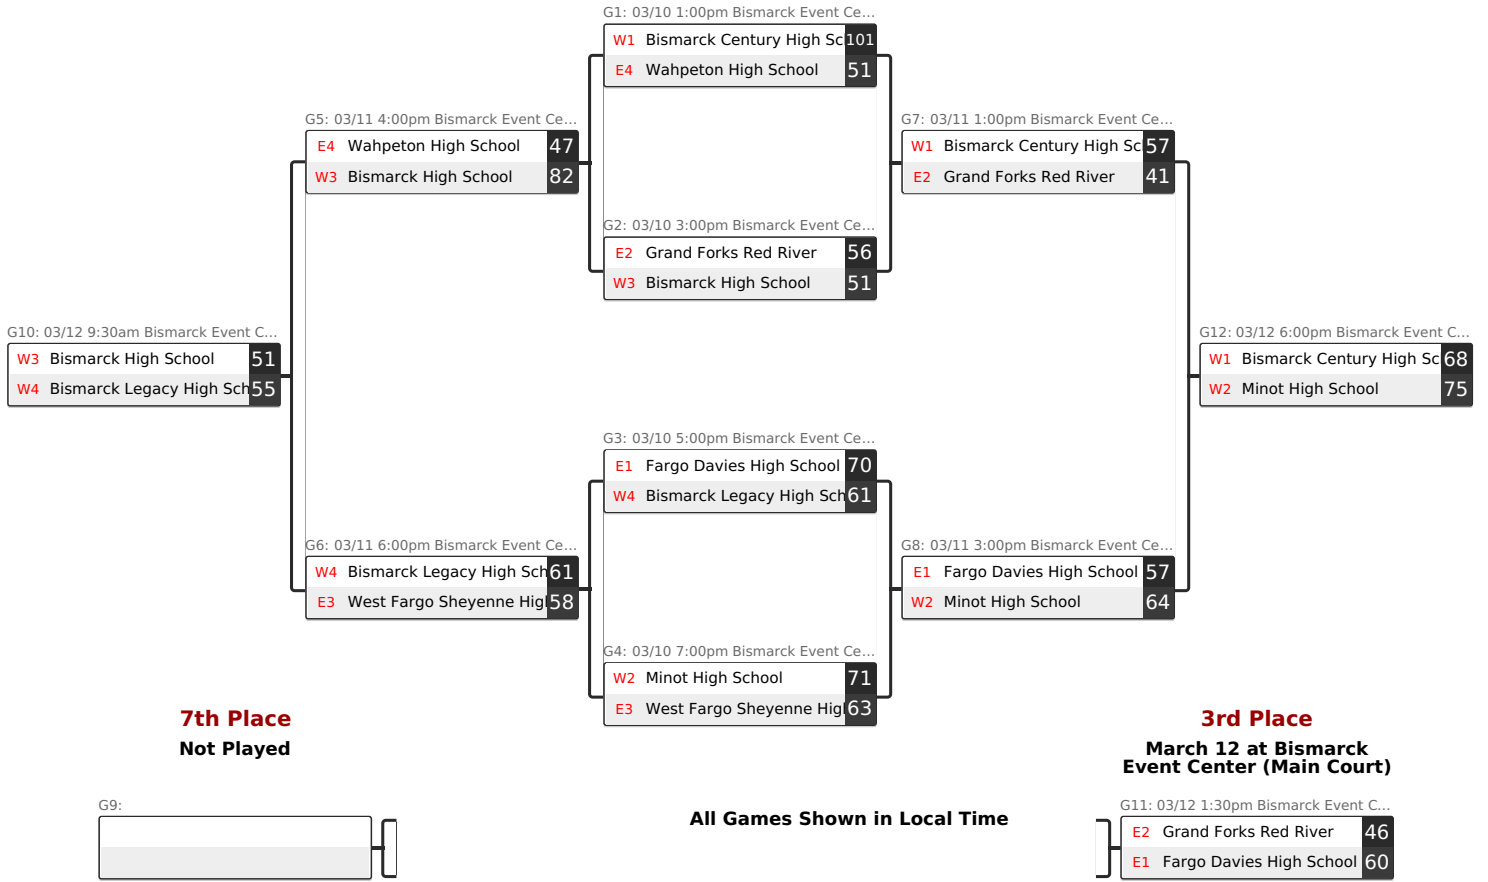 G1: 03/10 1:00pm Bismarck Event Ce...
W1 Bismarck Century High Sc 101
E4 Wahpeton High School 51
G5: 03/11 4:00pm Bismarck Event Ce...
E4 Wahpeton High School 47
W3 Bismarck High School 82
G7: 03/11 1:00pm Bismarck Event Ce...
W1 Bismarck Century High Sc 57
E2 Grand Forks Red River 41
G2: 03/10 3:00pm Bismarck Event Ce...
E2 Grand Forks Red River 56
W3 Bismarck High School 51
G10: 03/12 9:30am Bismarck Event C...
W3 Bismarck High School 51
W4 Bismarck Legacy High Sch 55
G12: 03/12 6:00pm Bismarck Event C...
W1 Bismarck Century High Sc 68
W2 Minot High School 75
G3: 03/10 5:00pm Bismarck Event Ce...
E1 Fargo Davies High School 70
W4 Bismarck Legacy High Sch 61
G6: 03/11 6:00pm Bismarck Event Ce...
W4 Bismarck Legacy High Sch 61
E3 West Fargo Sheyenne Higl 58
G8: 03/11 3:00pm Bismarck Event Ce...
E1 Fargo Davies High School 57
W2 Minot High School 64
G4: 03/10 7:00pm Bismarck Event Ce...
W2 Minot High School 71
E3 West Fargo Sheyenne Higl 63
7th Place
Not Played
3rd Place
March 12 at Bismarck
Event Center (Main Court)
G9:
All Games Shown in Local Time
G11: 03/12 1:30pm Bismarck Event C...
E2 Grand Forks Red River 46
E1 Fargo Davies High School 60